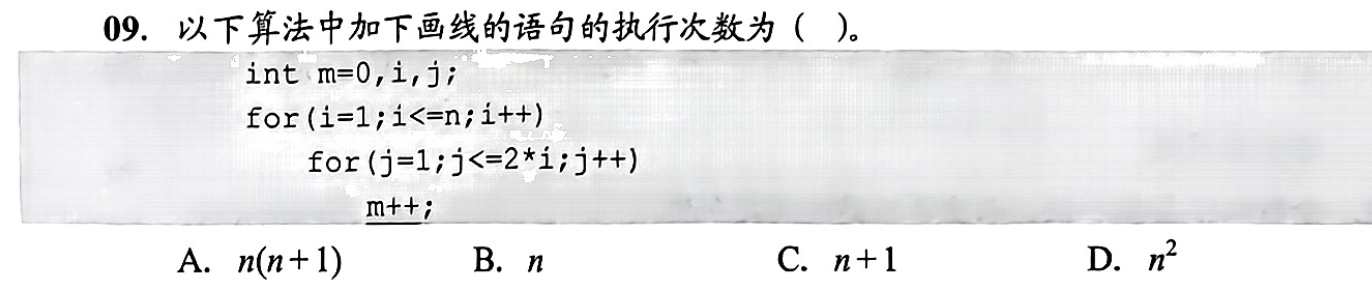 09. 以下算法中加下画线的语句的执行次数为（ ）。
int m=0,i,j;
for(i=1;i<=n;i++)
for(j=1;j<=2*i;j++)
m++;
A. n(n+1) B. n C. n+1 D. n²